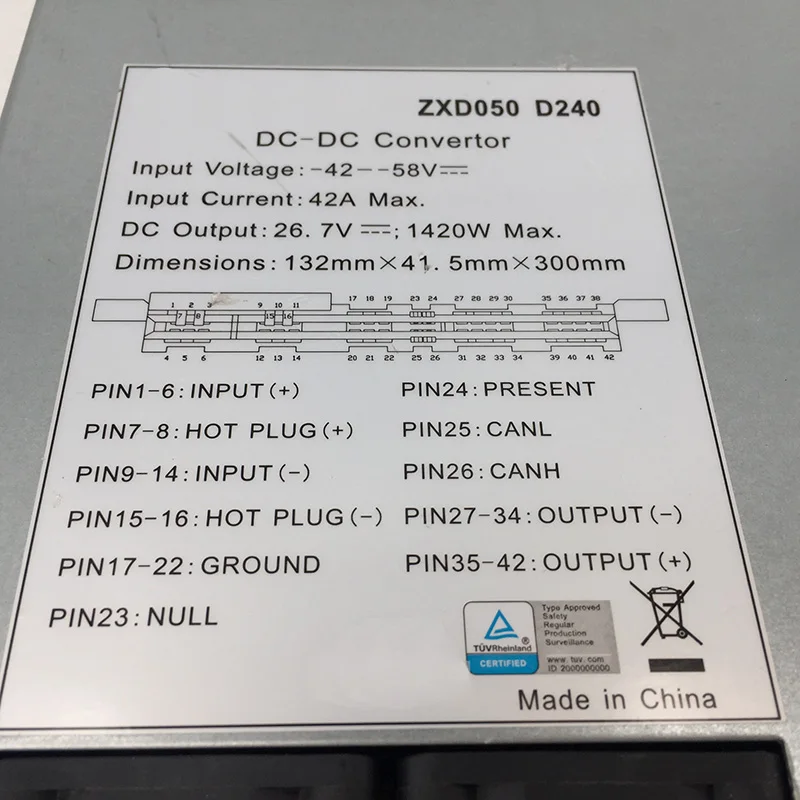 ZXD050 D240
DC-DC Convertor
Input Voltage:-42--58V⎓
Input Current:42A Max.
DC Output:26.7V⎓;1420W Max.
Dimensions:132mm×41.5mm×300mm
1 2 3 9 10 11 17 18 19 23 24 27 28 29 30 35 36 37 38
7 8 15 16
4 5 6 12 13 14 20 21 22 25 26 31 32 33 34 39 40 41 42
PIN1-6:INPUT(+) PIN24:PRESENT
PIN7-8:HOT PLUG(+) PIN25:CANL
PIN9-14:INPUT(-) PIN26:CANH
PIN15-16:HOT PLUG(-) PIN27-34:OUTPUT(-)
PIN17-22:GROUND PIN35-42:OUTPUT(+)
PIN23:NULL
TÜVRheinland
CERTIFIED
Type Approved
Safety
Regular
Production
Surveillance
www.tuv.com
ID 2000000000
Made in China